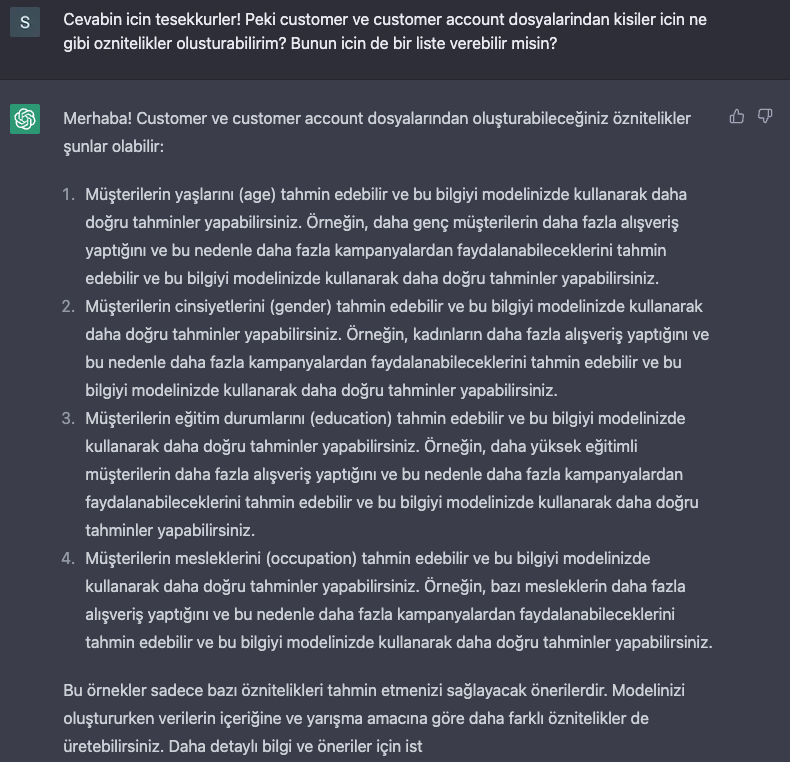 S
Cevabin icin tesekkurler! Peki customer ve customer account dosyalarindan kisiler icin ne
gibi oznitelikler olusturabilirim? Bunun icin de bir liste verebilir misin?
Merhaba! Customer ve customer account dosyalarından oluşturabileceğiniz öznitelikler
şunlar olabilir:
1. Müşterilerin yaşlarını (age) tahmin edebilir ve bu bilgiyi modelinizde kullanarak daha
doğru tahminler yapabilirsiniz. Örneğin, daha genç müşterilerin daha fazla alışveriş
yaptığını ve bu nedenle daha fazla kampanyalardan faydalanabileceklerini tahmin
edebilir ve bu bilgiyi modelinizde kullanarak daha doğru tahminler yapabilirsiniz.
2. Müşterilerin cinsiyetlerini (gender) tahmin edebilir ve bu bilgiyi modelinizde kullanarak
daha doğru tahminler yapabilirsiniz. Örneğin, kadınların daha fazla alışveriş yaptığını ve
bu nedenle daha fazla kampanyalardan faydalanabileceklerini tahmin edebilir ve bu
bilgiyi modelinizde kullanarak daha doğru tahminler yapabilirsiniz.
3. Müşterilerin eğitim durumlarını (education) tahmin edebilir ve bu bilgiyi modelinizde
kullanarak daha doğru tahminler yapabilirsiniz. Örneğin, daha yüksek eğitimli
müşterilerin daha fazla alışveriş yaptığını ve bu nedenle daha fazla kampanyalardan
faydalanabileceklerini tahmin edebilir ve bu bilgiyi modelinizde kullanarak daha doğru
tahminler yapabilirsiniz.
4. Müşterilerin mesleklerini (occupation) tahmin edebilir ve bu bilgiyi modelinizde
kullanarak daha doğru tahminler yapabilirsiniz. Örneğin, bazı mesleklerin daha fazla
alışveriş yaptığını ve bu nedenle daha fazla kampanyalardan faydalanabileceklerini
tahmin edebilir ve bu bilgiyi modelinizde kullanarak daha doğru tahminler yapabilirsiniz.
Bu örnekler sadece bazı öznitelikleri tahmin etmenizi sağlayacak önerilerdir. Modelinizi
oluştururken verilerin içeriğine ve yarışma amacına göre daha farklı öznitelikler de
üretebilirsiniz. Daha detaylı bilgi ve öneriler için ist